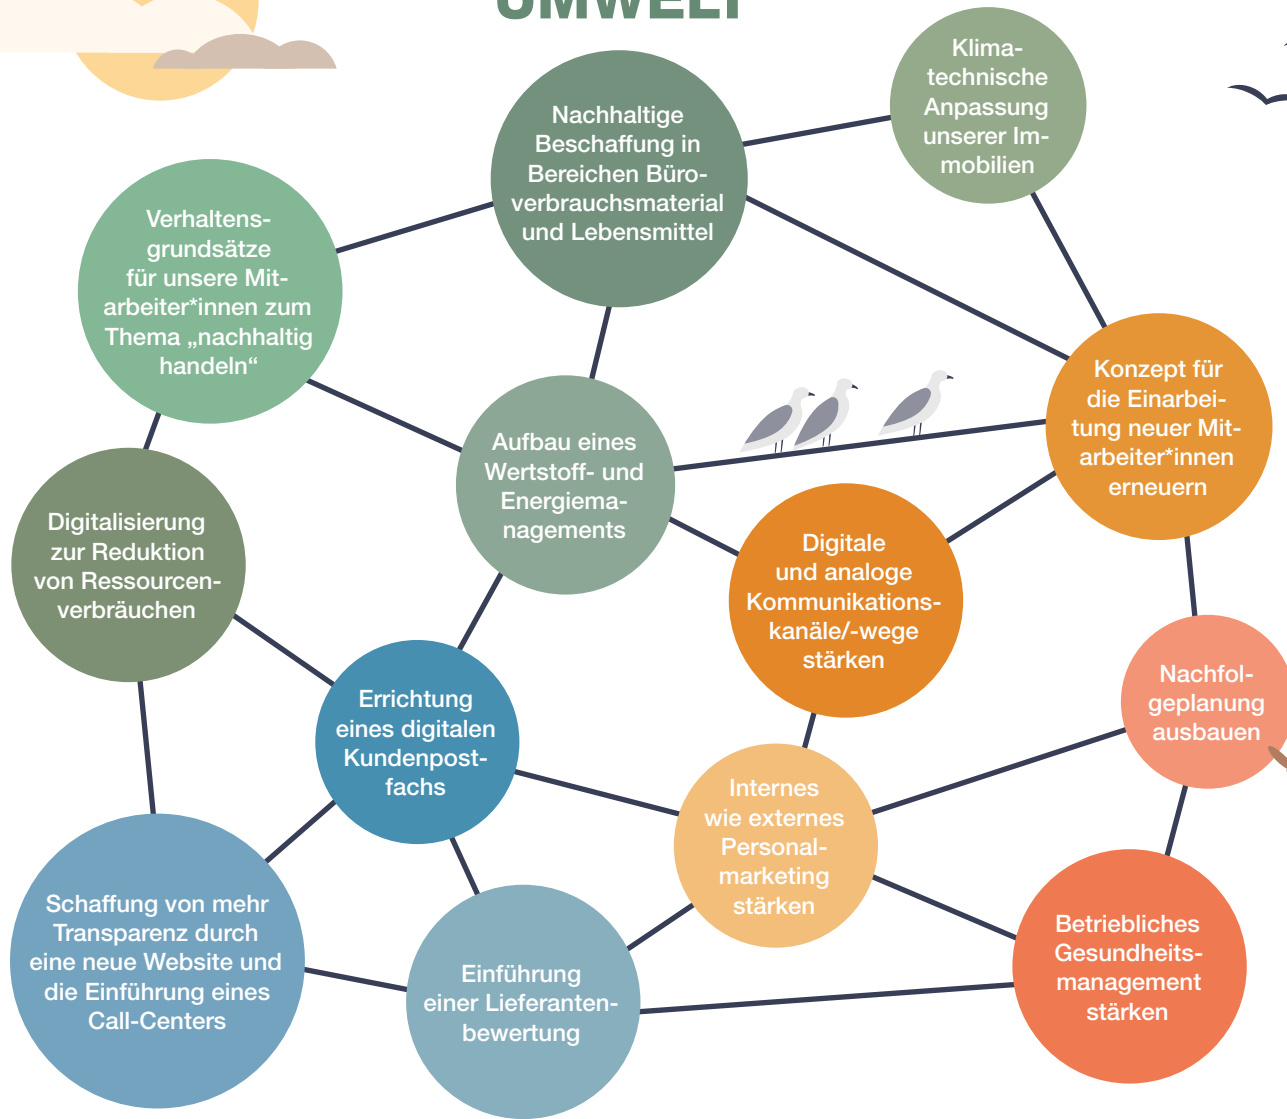 UMWELT
Klima-
technische
Anpassung
unserer Im-
mobilien
Nachhaltige
Beschaffung in
Bereichen Büro-
verbrauchsmaterial
und Lebensmittel
Verhaltens-
grundsätze
für unsere Mit-
arbeiter*innen zum
Thema „nachhaltig
handeln“
Konzept für
die Einarbei-
tung neuer Mit-
arbeiter*innen
erneuern
Aufbau eines
Wertstoff- und
Energiema-
nagements
Digitalisierung
zur Reduktion
von Ressourcen-
verbräuchen
Digitale
und analoge
Kommunikations-
kanäle/-wege
stärken
Nachfol-
geplanung
ausbauen
Errichtung
eines digitalen
Kundenpost-
fachs
Internes
wie externes
Personal-
marketing
stärken
Schaffung von mehr
Transparenz durch
eine neue Website und
die Einführung eines
Call-Centers
Einführung
einer Lieferanten-
bewertung
Betriebliches
Gesundheits-
management
stärken